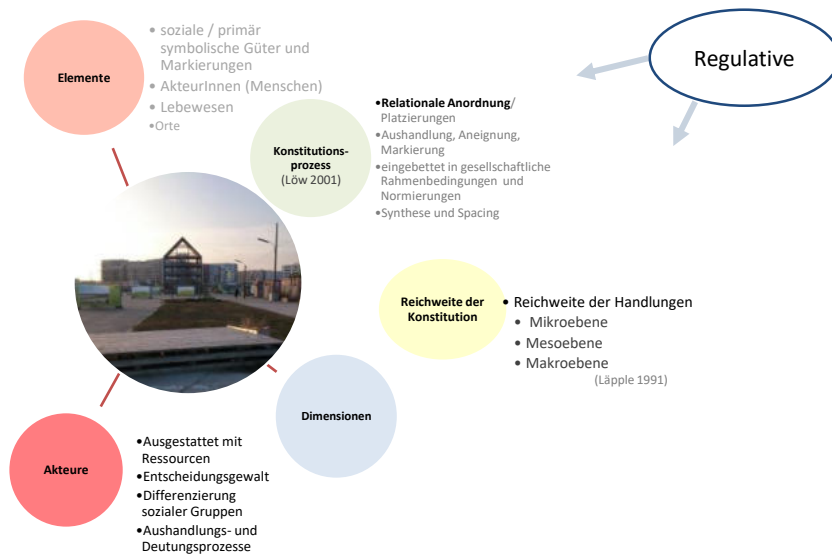 Elemente
• soziale / primär
symbolische Güter und
Markierungen
• AkteurInnen (Menschen)
• Lebewesen
•Orte
Regulative
Konstitutions-
prozess
(Löw 2001)
•Relationale Anordnung/
Platzierungen
•Aushandlung, Aneignung,
Markierung
•eingebettet in gesellschaftliche
Rahmenbedingungen und
Normierungen
•Synthese und Spacing
Reichweite der
Konstitution
• Reichweite der Handlungen
• Mikroebene
• Mesoebene
• Makroebene
(Läpple 1991)
Dimensionen
Akteure
•Ausgestattet mit
Ressourcen
•Entscheidungsgewalt
•Differenzierung
sozialer Gruppen
•Aushandlungs- und
Deutungsprozesse